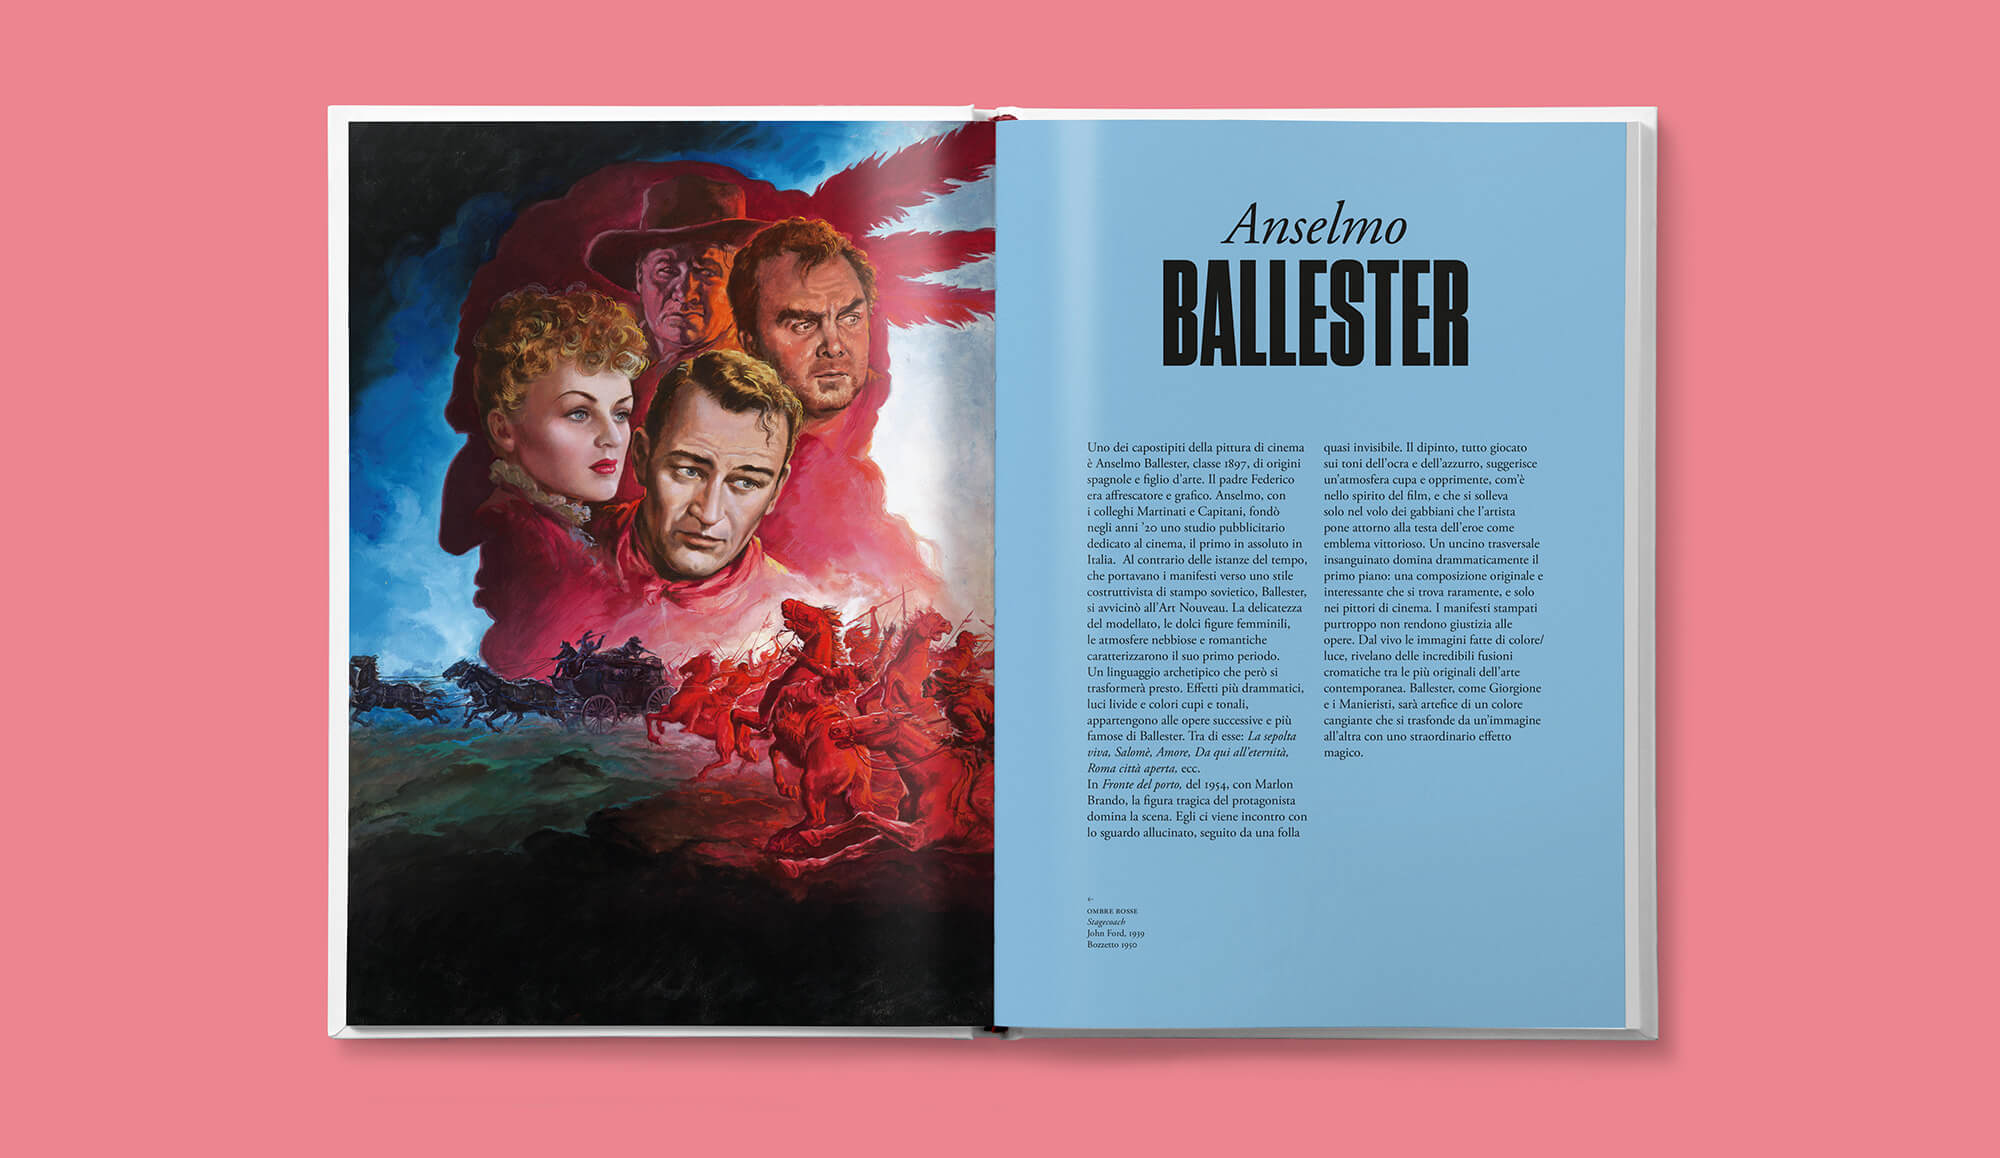 Anselmo
BALLESTER
Uno dei capostipiti della pittura di cinema
è Anselmo Ballester, classe 1897, di origini
spagnole e figlio d'arte. Il padre Federico
era affrescatore e grafico. Anselmo, con
i colleghi Martinati e Capitani, fondò
negli anni '20 uno studio pubblicitario
dedicato al cinema, il primo in assoluto in
Italia.  Al contrario delle istanze del tempo,
che portavano i manifesti verso uno stile
costruttivista di stampo sovietico, Ballester,
si avvicinò all'Art Nouveau. La delicatezza
del modellato, le dolci figure femminili,
le atmosfere nebbiose e romantiche
caratterizzarono il suo primo periodo.
Un linguaggio archetipico che però si
trasformerà presto. Effetti più drammatici,
luci livide e colori cupi e tonali,
appartengono alle opere successive e più
famose di Ballester. Tra di esse: La sepolta
viva, Salomè, Amore, Da qui all'eternità,
Roma città aperta, ecc.
In Fronte del porto, del 1954, con Marlon
Brando, la figura tragica del protagonista
domina la scena. Egli ci viene incontro con
lo sguardo allucinato, seguito da una folla
quasi invisibile. Il dipinto, tutto giocato
sui toni dell'ocra e dell'azzurro, suggerisce
un'atmosfera cupa e opprimente, com'è
nello spirito del film, e che si solleva
solo nel volo dei gabbiani che l'artista
pone attorno alla testa dell'eroe come
emblema vittorioso. Un uncino trasversale
insanguinato domina drammaticamente il
primo piano: una composizione originale e
interessante che si trova raramente, e solo
nei pittori di cinema. I manifesti stampati
purtroppo non rendono giustizia alle
opere. Dal vivo le immagini fatte di colore/
luce, rivelano delle incredibili fusioni
cromatiche tra le più originali dell'arte
contemporanea. Ballester, come Giorgione
e i Manieristi, sarà artefice di un colore
cangiante che si trasfonde da un'immagine
all'altra con uno straordinario effetto
magico.
←
OMBRE ROSSE
Stagecoach
John Ford, 1939
Bozzetto 1950